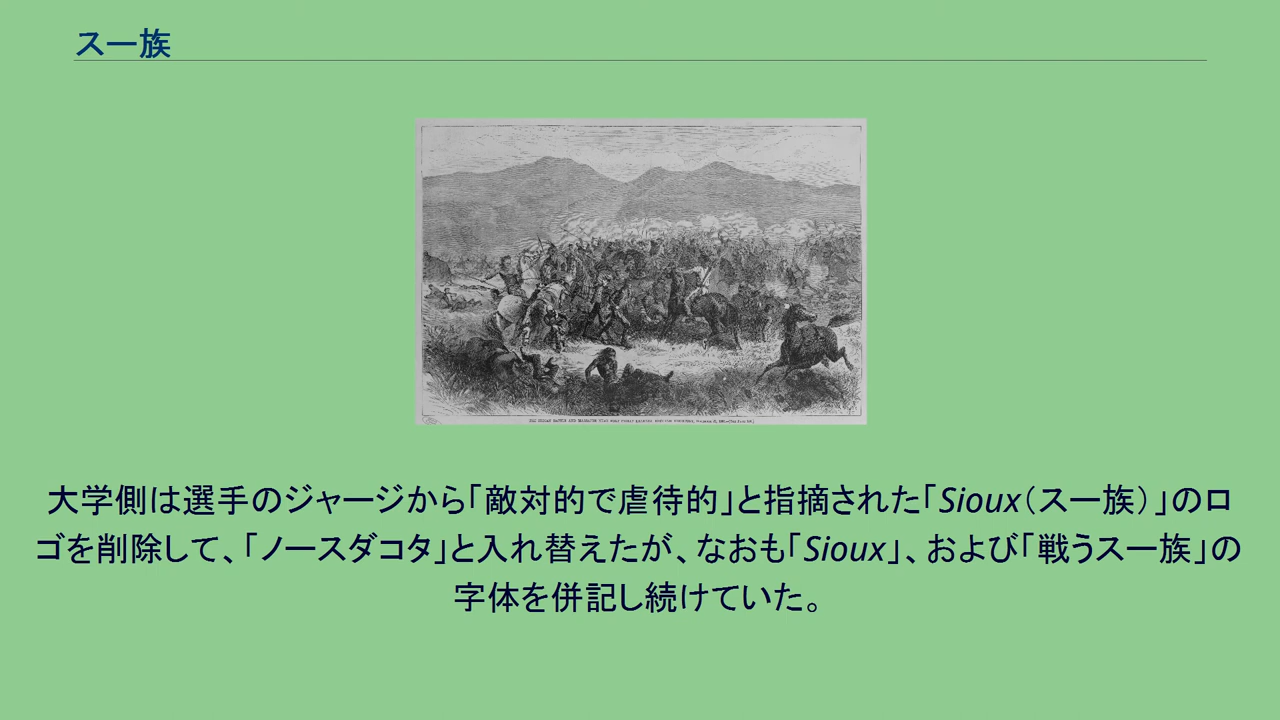 スー族
大学側は選手のジャージから「敵対的で虐待的」と指摘された「Sioux(スー族)」のロ
ゴを削除して、「ノースダコタ」と入れ替えたが、なおも「Sioux」、および「戦うスー族」の
字体を併記し続けていた。